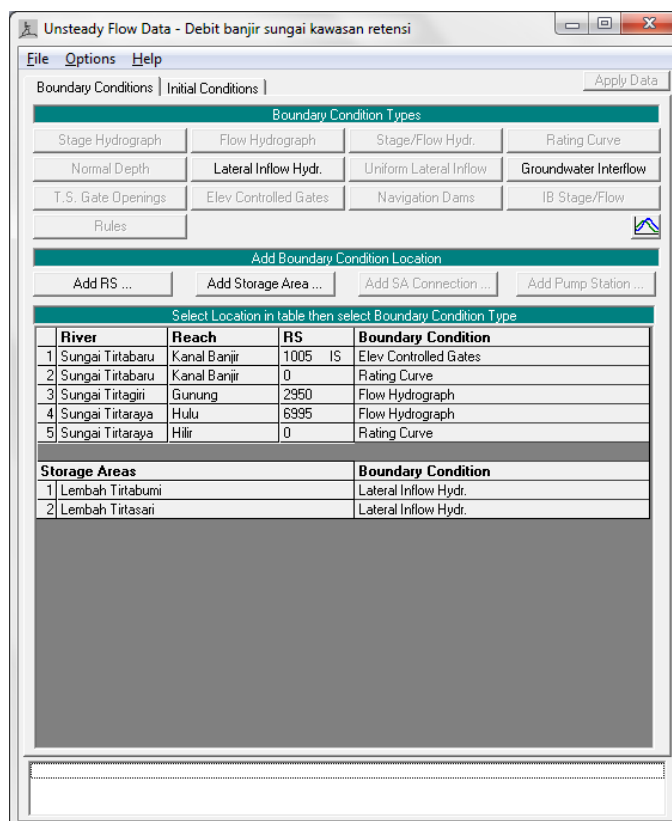 Unsteady Flow Data - Debit banjir sungai kawasan retensi
File Options Help
Boundary Conditions Initial Conditions Apply Data
Boundary Condition Types
Stage Hydrograph Flow Hydrograph Stage/Flow Hydr. Rating Curve
Normal Depth Lateral Inflow Hydr. Uniform Lateral Inflow Groundwater Interflow
T.S. Gate Openings Elev Controlled Gates Navigation Dams IB Stage/Flow
Rules
Add Boundary Condition Location
Add RS ... Add Storage Area ... Add SA Connection ... Add Pump Station ...
Select Location in table then select Boundary Condition Type
River Reach RS Boundary Condition
1 Sungai Tirtabaru Kanal Banjir 1005 IS Elev Controlled Gates
2 Sungai Tirtabaru Kanal Banjir 0 Rating Curve
3 Sungai Tirtagiri Gunung 2950 Flow Hydrograph
4 Sungai Tirtaraya Hulu 6995 Flow Hydrograph
5 Sungai Tirtaraya Hilir 0 Rating Curve
Storage Areas Boundary Condition
1 Lembah Tirtabumi Lateral Inflow Hydr.
2 Lembah Tirtasari Lateral Inflow Hydr.